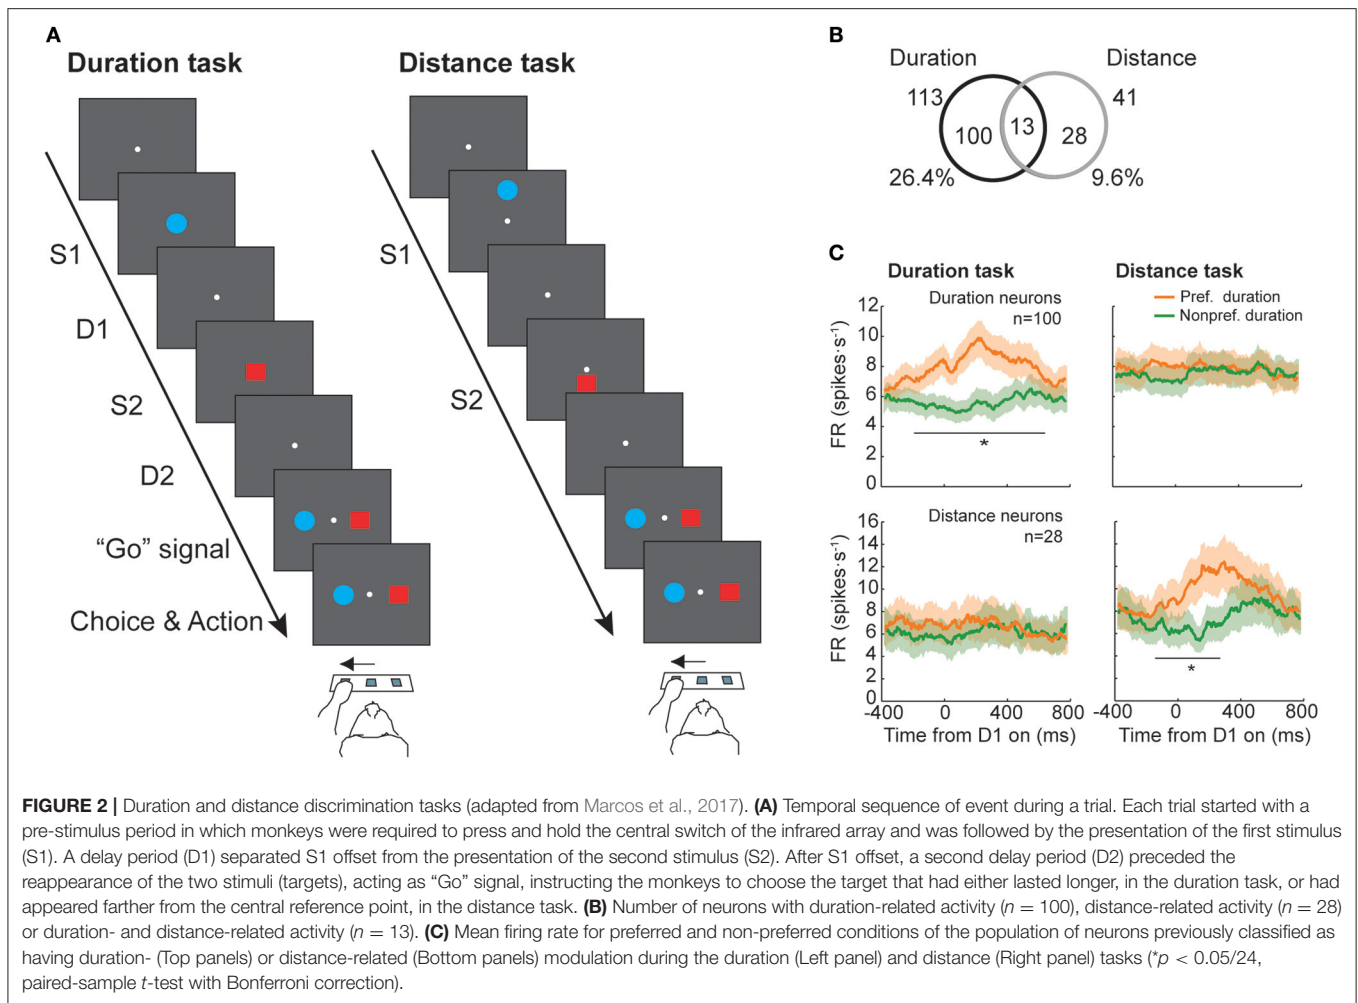 A
Duration task
Distance task
S1
D1
S2
D2
“Go” signal
Choice & Action
S1
S2
B
Duration
Distance
113
41
100
13
28
26.4%
9.6%
C
Duration task
Distance task
Duration neurons
n=100
Pref. duration
Nonpref. duration
FR (spikes·s⁻¹)
12
10
8
6
4
2
0
*
Distance neurons
n=28
FR (spikes·s⁻¹)
16
14
12
10
8
6
4
2
0
*
-400
0
400
800
-400
0
400
800
Time from D1 on (ms)
Time from D1 on (ms)
FIGURE 2 | Duration and distance discrimination tasks (adapted from Marcos et al., 2017). (A) Temporal sequence of event during a trial. Each trial started with a
pre-stimulus period in which monkeys were required to press and hold the central switch of the infrared array and was followed by the presentation of the first stimulus
(S1). A delay period (D1) separated S1 offset from the presentation of the second stimulus (S2). After S1 offset, a second delay period (D2) preceded the
reappearance of the two stimuli (targets), acting as “Go” signal, instructing the monkeys to choose the target that had either lasted longer, in the duration task, or had
appeared farther from the central reference point, in the distance task. (B) Number of neurons with duration-related activity (n = 100), distance-related activity (n = 28)
or duration- and distance-related activity (n = 13). (C) Mean firing rate for preferred and non-preferred conditions of the population of neurons previously classified as
having duration- (Top panels) or distance-related (Bottom panels) modulation during the duration (Left panel) and distance (Right panel) tasks (*p < 0.05/24,
paired-sample t-test with Bonferroni correction).